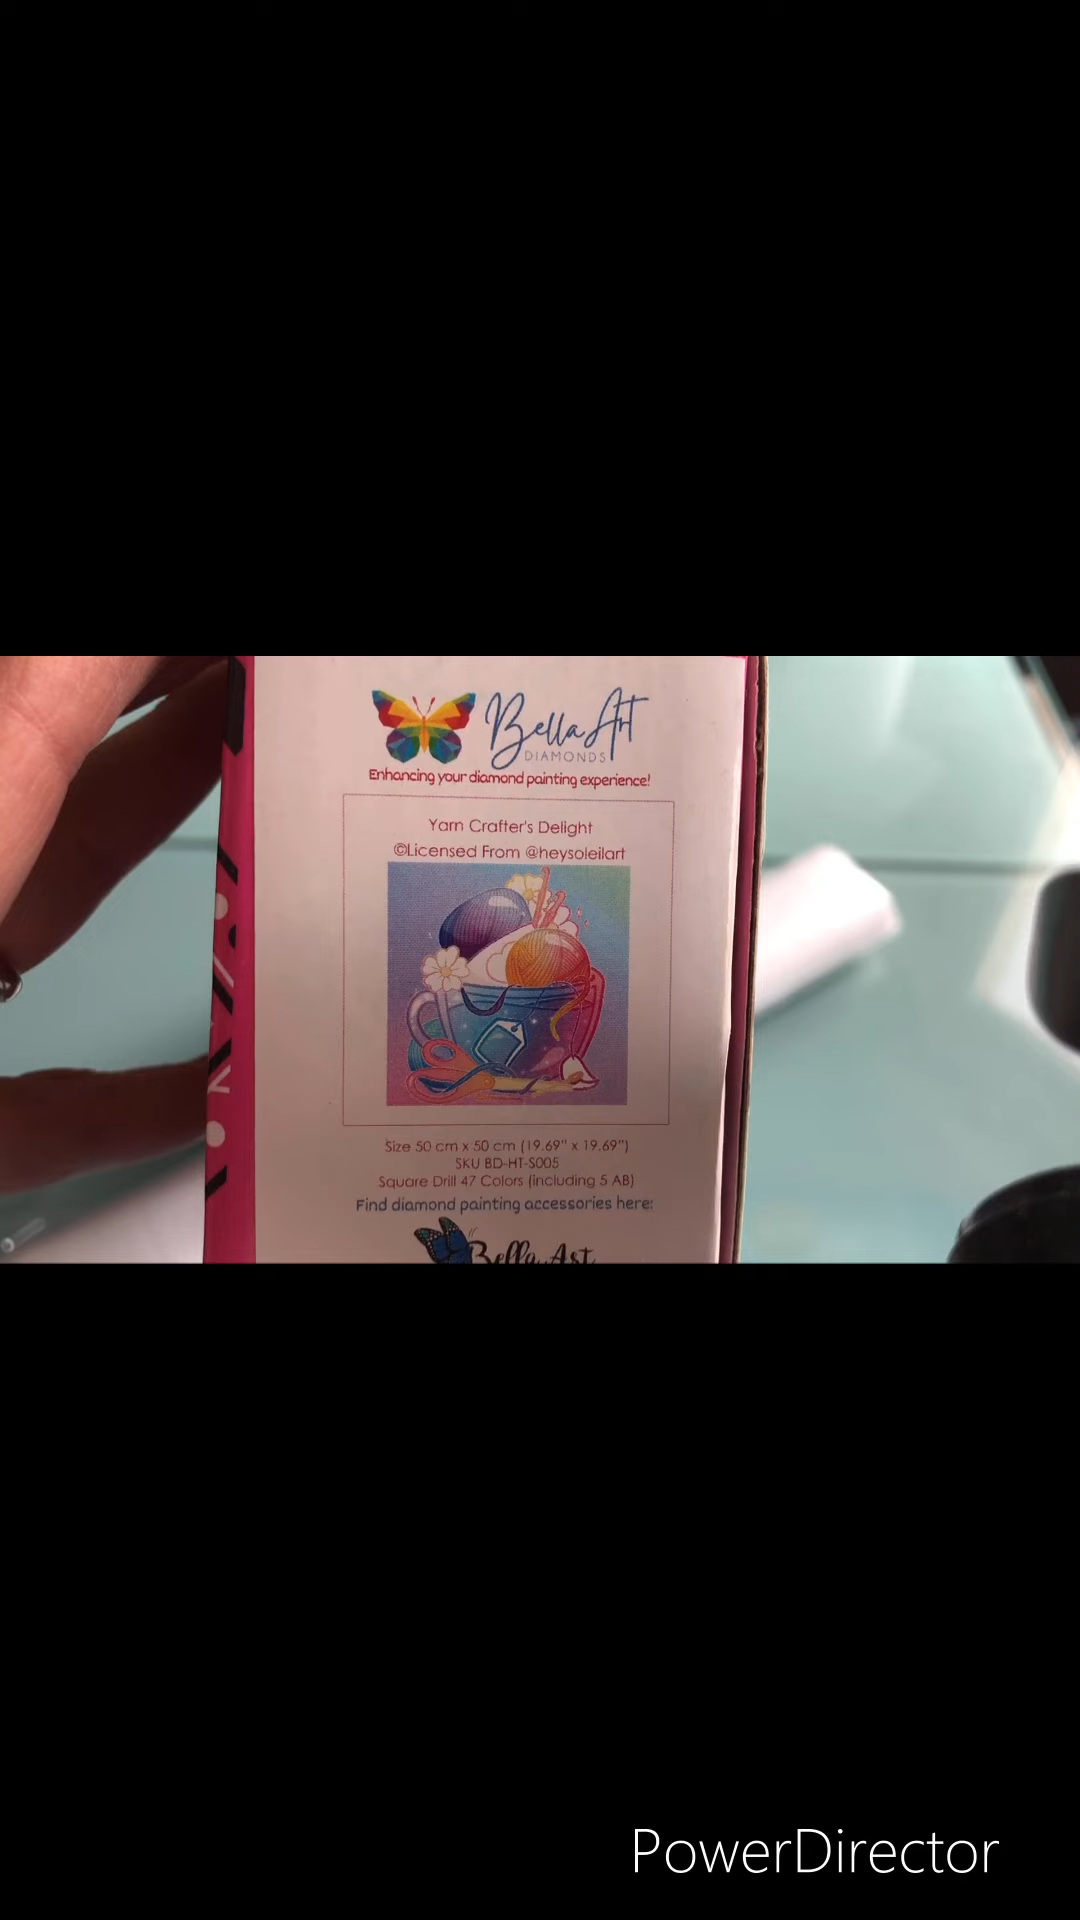 Bella Art
DIAMONDS
Enhancing your diamond painting experience!
Yarn Crafter's Delight
©Licensed From @heysoleilart
Size 50 cm x 50 cm (19.69" x 19.69")
SKU BD-HT-S005
Square Drill 47 Colors (including 5 AB)
Find diamond painting accessories here:
Bella Art
PowerDirector